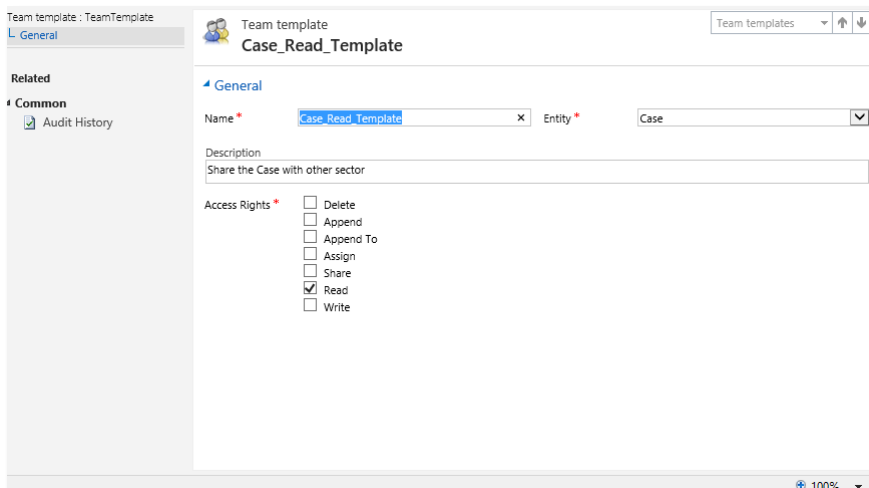 Team template : TeamTemplate
General
Related
Common
Audit History
Team template
Case_Read_Template
Team templates
General
Name *
Case_Read_Template
Entity *
Case
Description
Share the Case with other sector
Access Rights *
Delete
Append
Append To
Assign
Share
Read
Write
100%